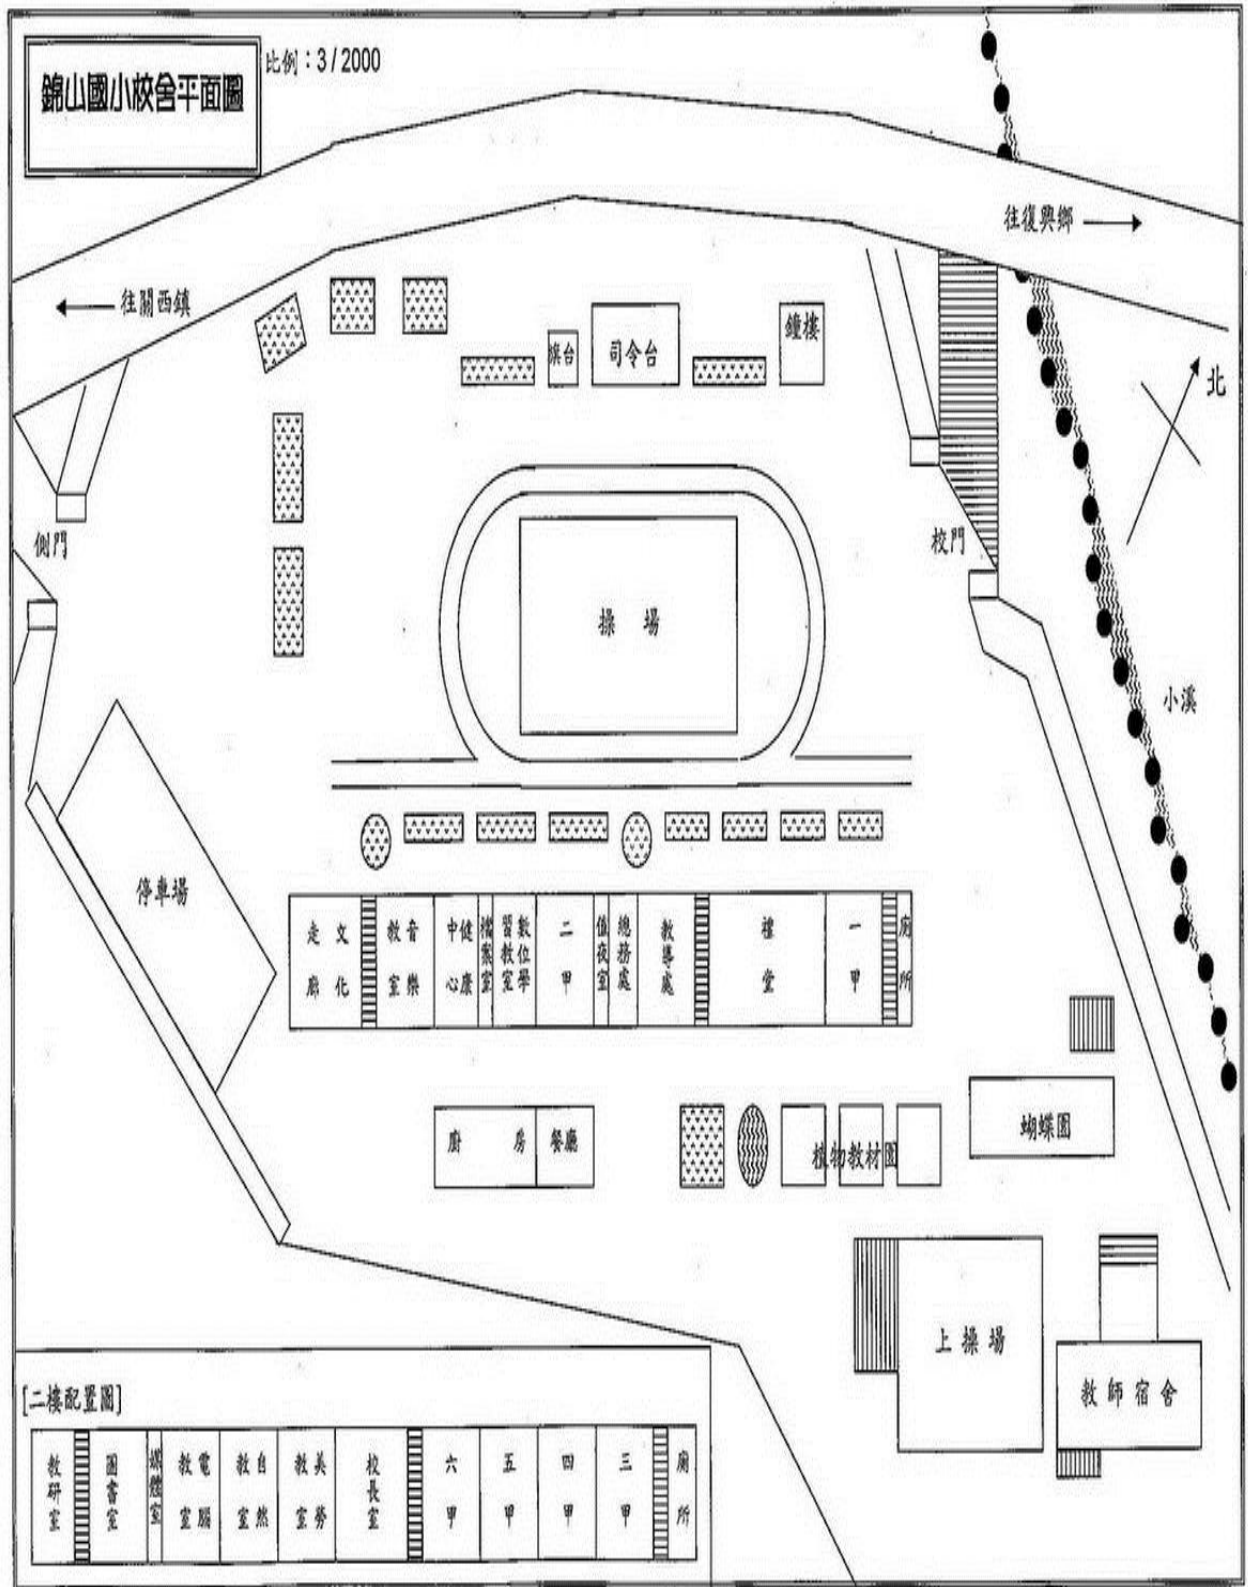 錦山國小校舍平面圖
比例：3/2000
往復興鄉
往關西鎮
北
旗台
司令台
鐘樓
側門
校門
操場
小溪
停車場
文化走廊
音樂教室
健康中心
檔案室
數位學習教室
二甲
值夜室
總務處
教導處
禮堂
一甲
廁所
廚房
餐廳
植物教材園
蝴蝶園
上操場
教師宿舍
[二樓配置圖]
教研室
圖書室
媒體室
電腦教室
自然教室
美勞教室
校長室
六甲
五甲
四甲
三甲
廁所